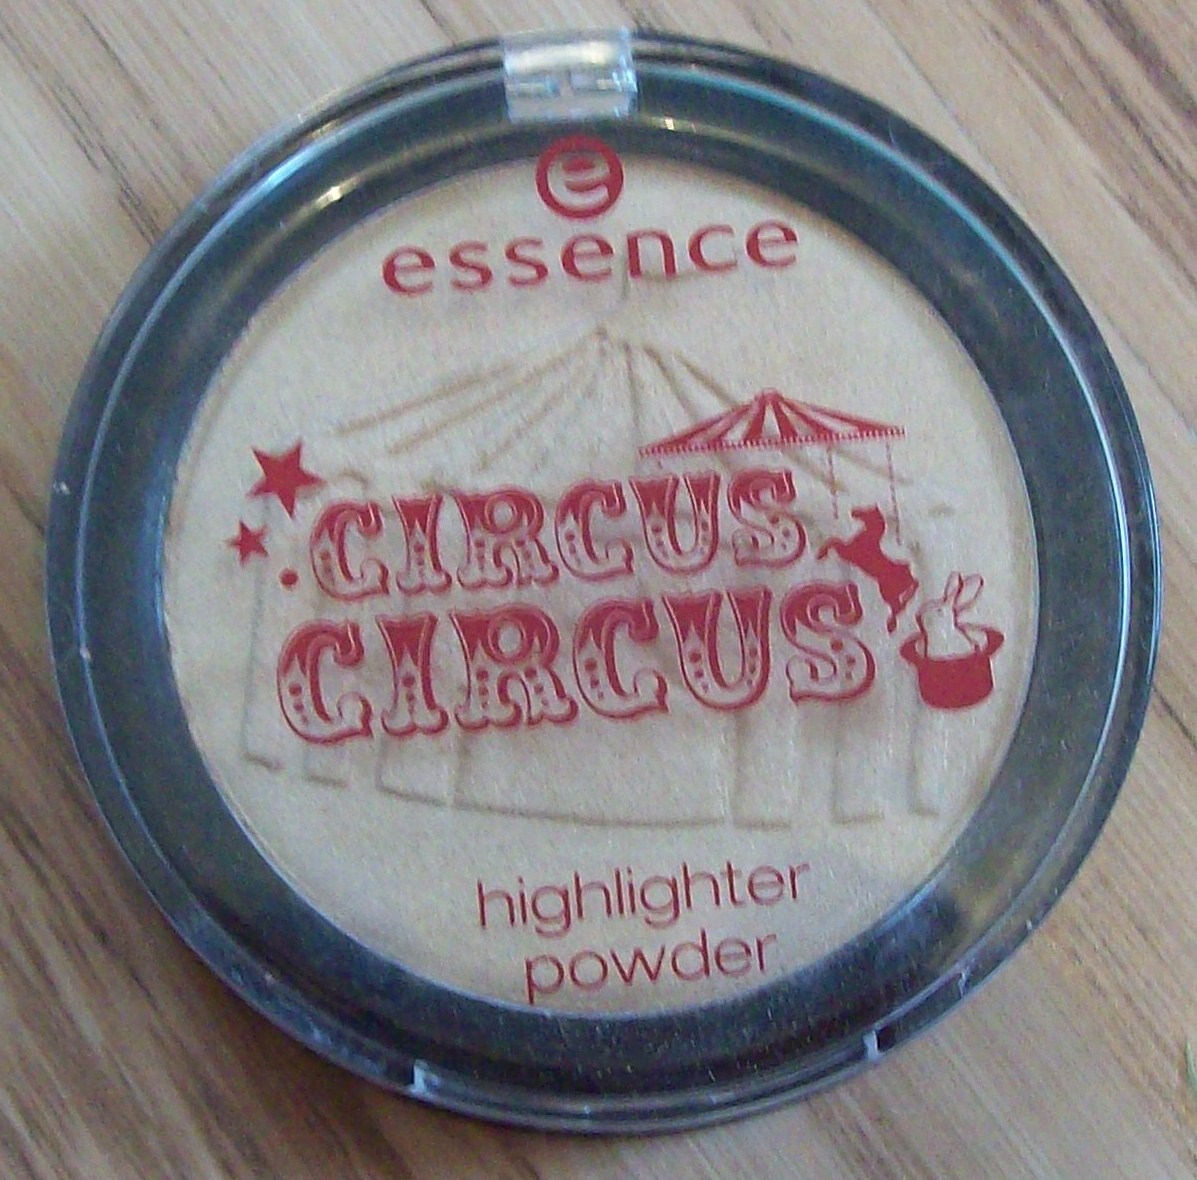 e
essence
CIRCUS
CIRCUS
highlighter
powder